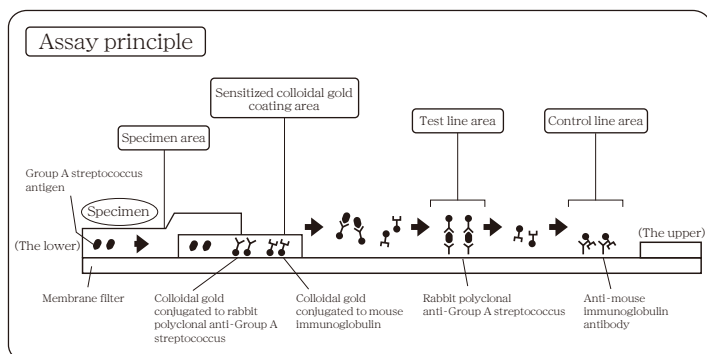 Assay principle
Sensitized colloidal gold
coating area
Specimen area
Test line area
Control line area
Group A streptococcus
antigen
Specimen
(The lower)
(The upper)
Membrane filter
Colloidal gold
conjugated to rabbit
polyclonal anti-Group A
streptococcus
Colloidal gold
conjugated to mouse
immunoglobulin
Rabbit polyclonal
anti-Group A streptococcus
Anti-mouse
immunoglobulin
antibody